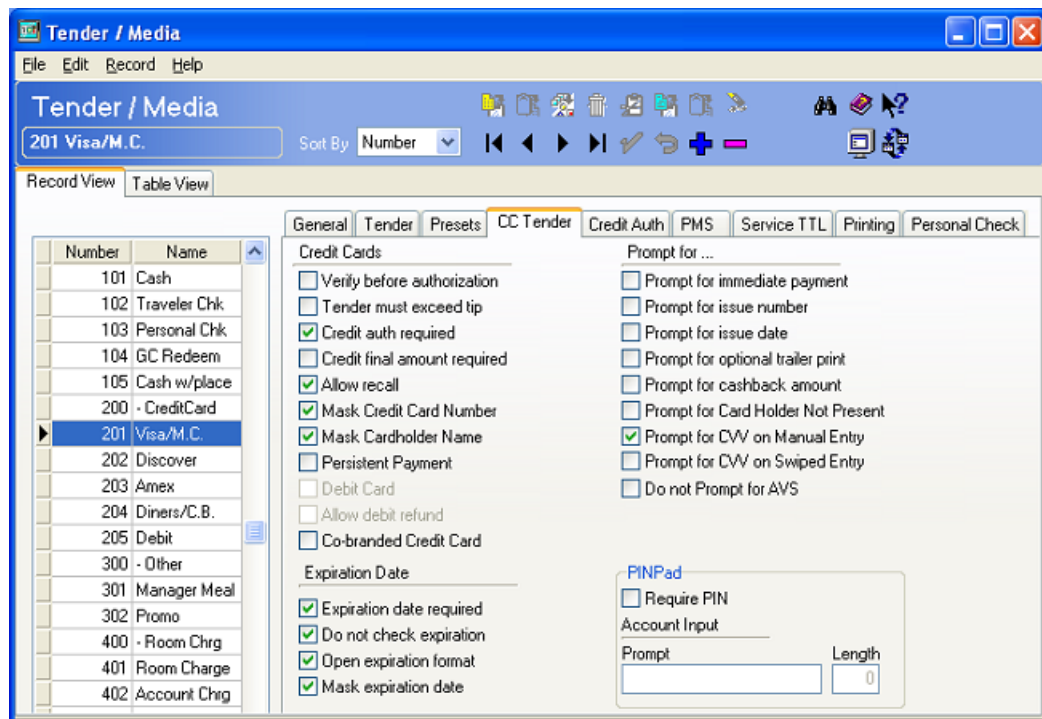 Tender / Media
File Edit Record Help
Tender / Media
201 Visa/M.C.
Sort By Number
Record View Table View
General Tender Presets CC Tender Credit Auth PMS Service TTL Printing Personal Check
Number Name
101 Cash
102 Traveler Chk
103 Personal Chk
104 GC Redeem
105 Cash w/place
200 - CreditCard
201 Visa/M.C.
202 Discover
203 Amex
204 Diners/C.B.
205 Debit
300 - Other
301 Manager Meal
302 Promo
400 - Room Chrg
401 Room Charge
402 Account Chrg
Credit Cards
Verify before authorization
Tender must exceed tip
Credit auth required
Credit final amount required
Allow recall
Mask Credit Card Number
Mask Cardholder Name
Persistent Payment
Debit Card
Allow debit refund
Co-branded Credit Card
Expiration Date
Expiration date required
Do not check expiration
Open expiration format
Mask expiration date
Prompt for ...
Prompt for immediate payment
Prompt for issue number
Prompt for issue date
Prompt for optional trailer print
Prompt for cashback amount
Prompt for Card Holder Not Present
Prompt for CVV on Manual Entry
Prompt for CVV on Swiped Entry
Do not Prompt for AVS
PINPad
Require PIN
Account Input
Prompt Length
0